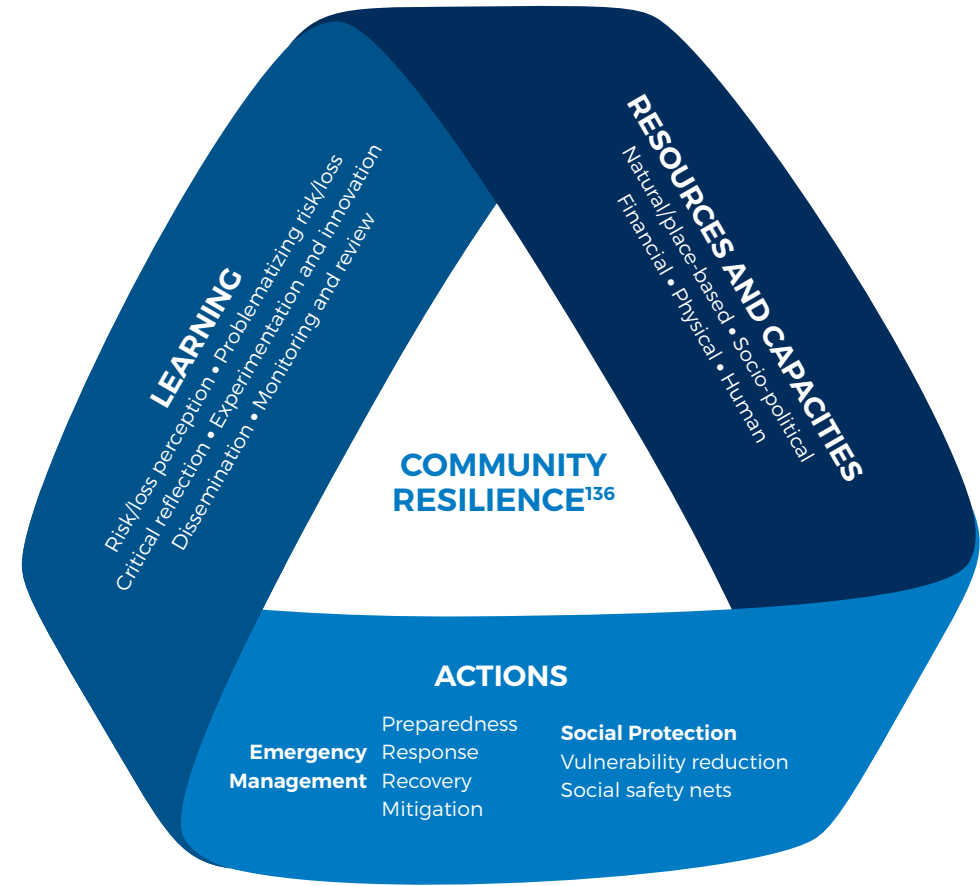 LEARNING
Risk/loss perception • Problematizing risk/loss
Critical reflection • Experimentation and innovation
Dissemination • Monitoring and review
RESOURCES AND CAPACITIES
Natural/place-based • Socio-political
Financial • Physical • Human
COMMUNITY
RESILIENCE¹³⁶
ACTIONS
Emergency
Management
Preparedness
Response
Recovery
Mitigation
Social Protection
Vulnerability reduction
Social safety nets